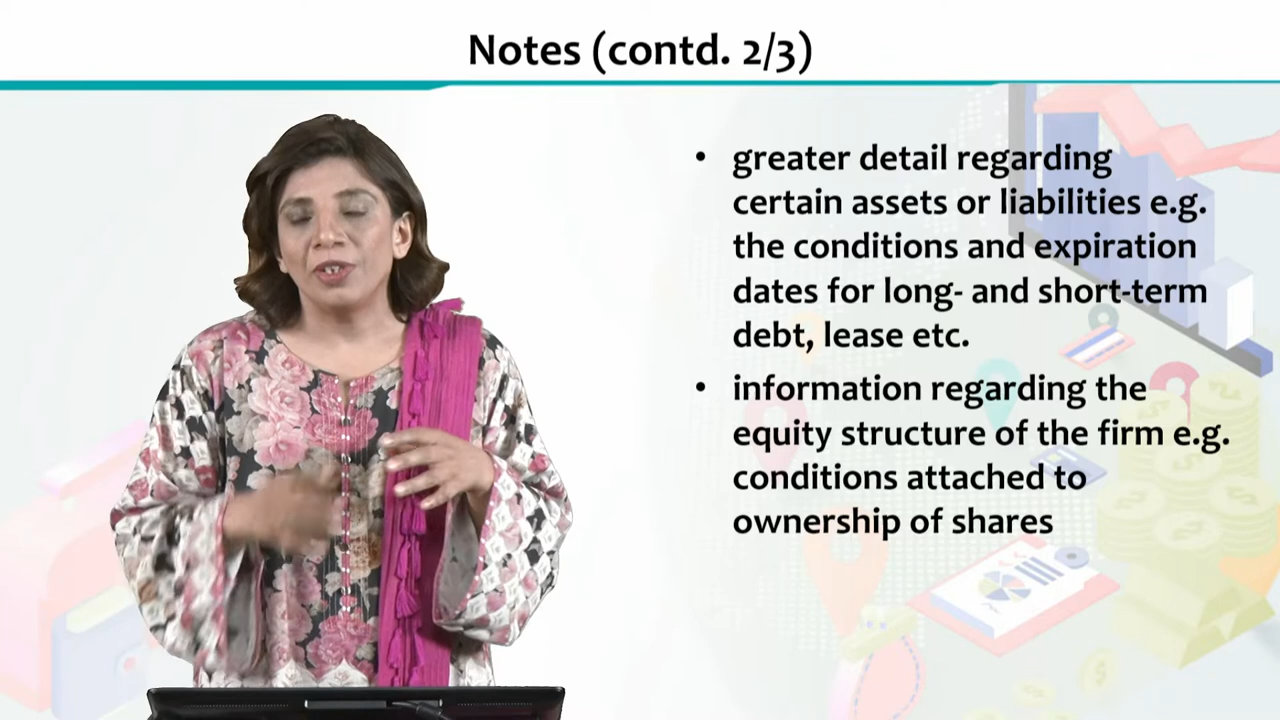 Notes (contd. 2/3)
• greater detail regarding
certain assets or liabilities e.g.
the conditions and expiration
dates for long- and short-term
debt, lease etc.
• information regarding the
equity structure of the firm e.g.
conditions attached to
ownership of shares